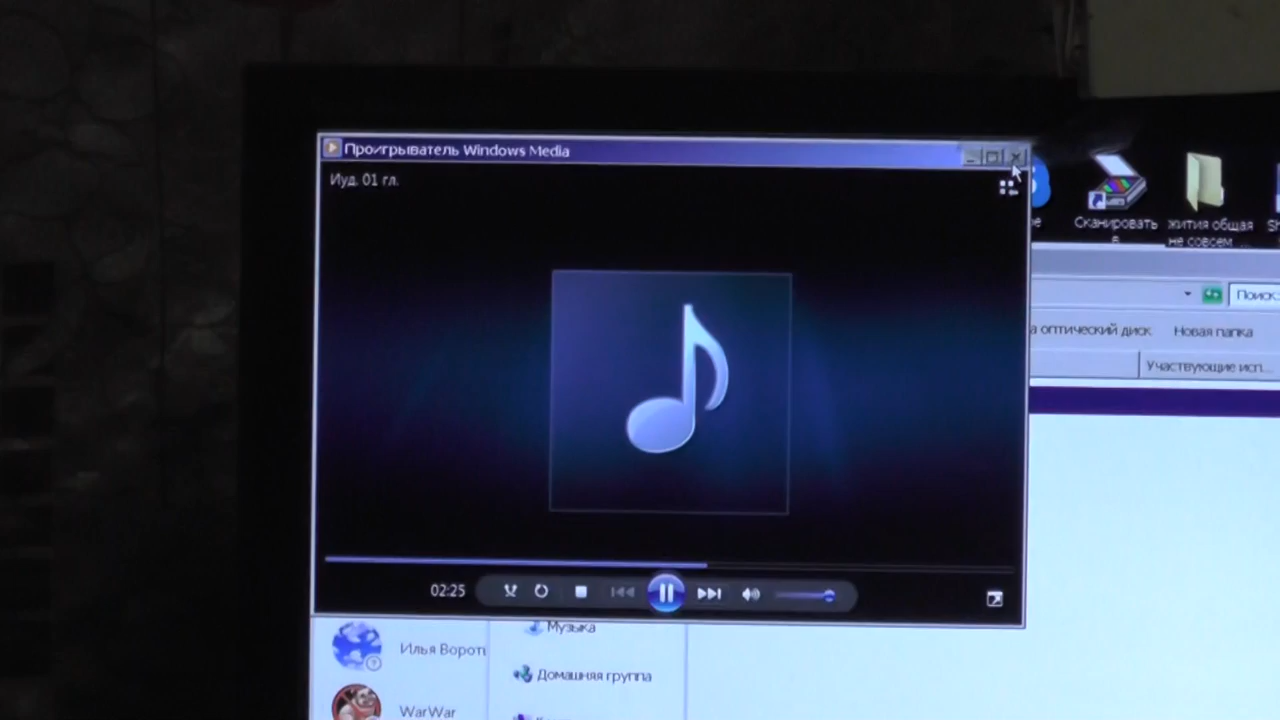 Проигрыватель Windows Media
Иуд. 01 гл.
Сканировать
в
жития общая
не совсем ...
Поиск:
а оптический диск
Новая папка
Участвующие исп...
02:25
Музыка
Илья Ворот
Домашняя группа
WarWar